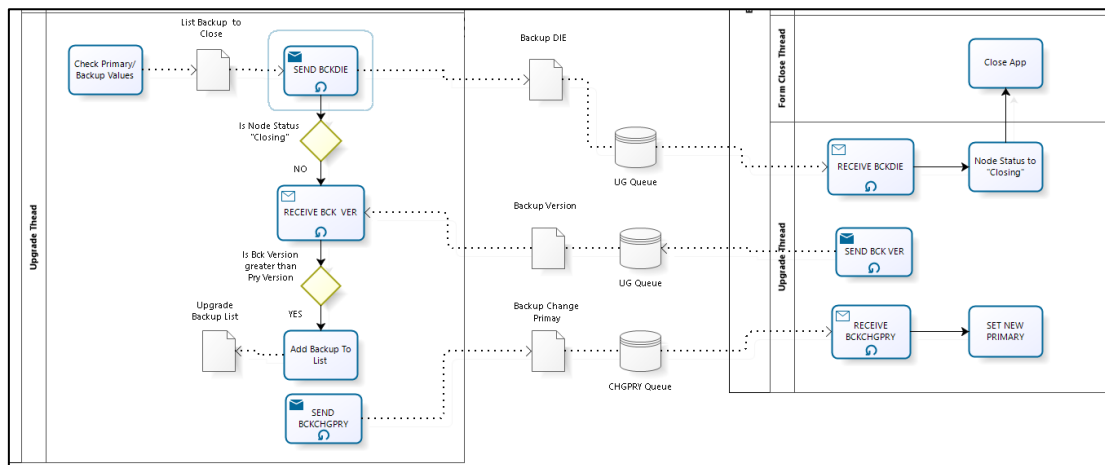 List Backup to
Close
Check Primary/
Backup Values
SEND BCKDIE
Is Node Status
"Closing"
NO
RECEIVE BCK VER
Is Bck Version
greater than
Pry Version
YES
Upgrade
Backup List
Add Backup To
List
SEND
BCKCHGPRY
Upgrade Thead
Backup DIE
UG Queue
Backup Version
UG Queue
Backup Change
Primay
CHGPRY Queue
Form Close Thread
Close App
Upgrade Thread
RECEIVE BCKDIE
Node Status to
"Closing"
SEND BCK VER
RECEIVE
BCKCHGPRY
SET NEW
PRIMARY